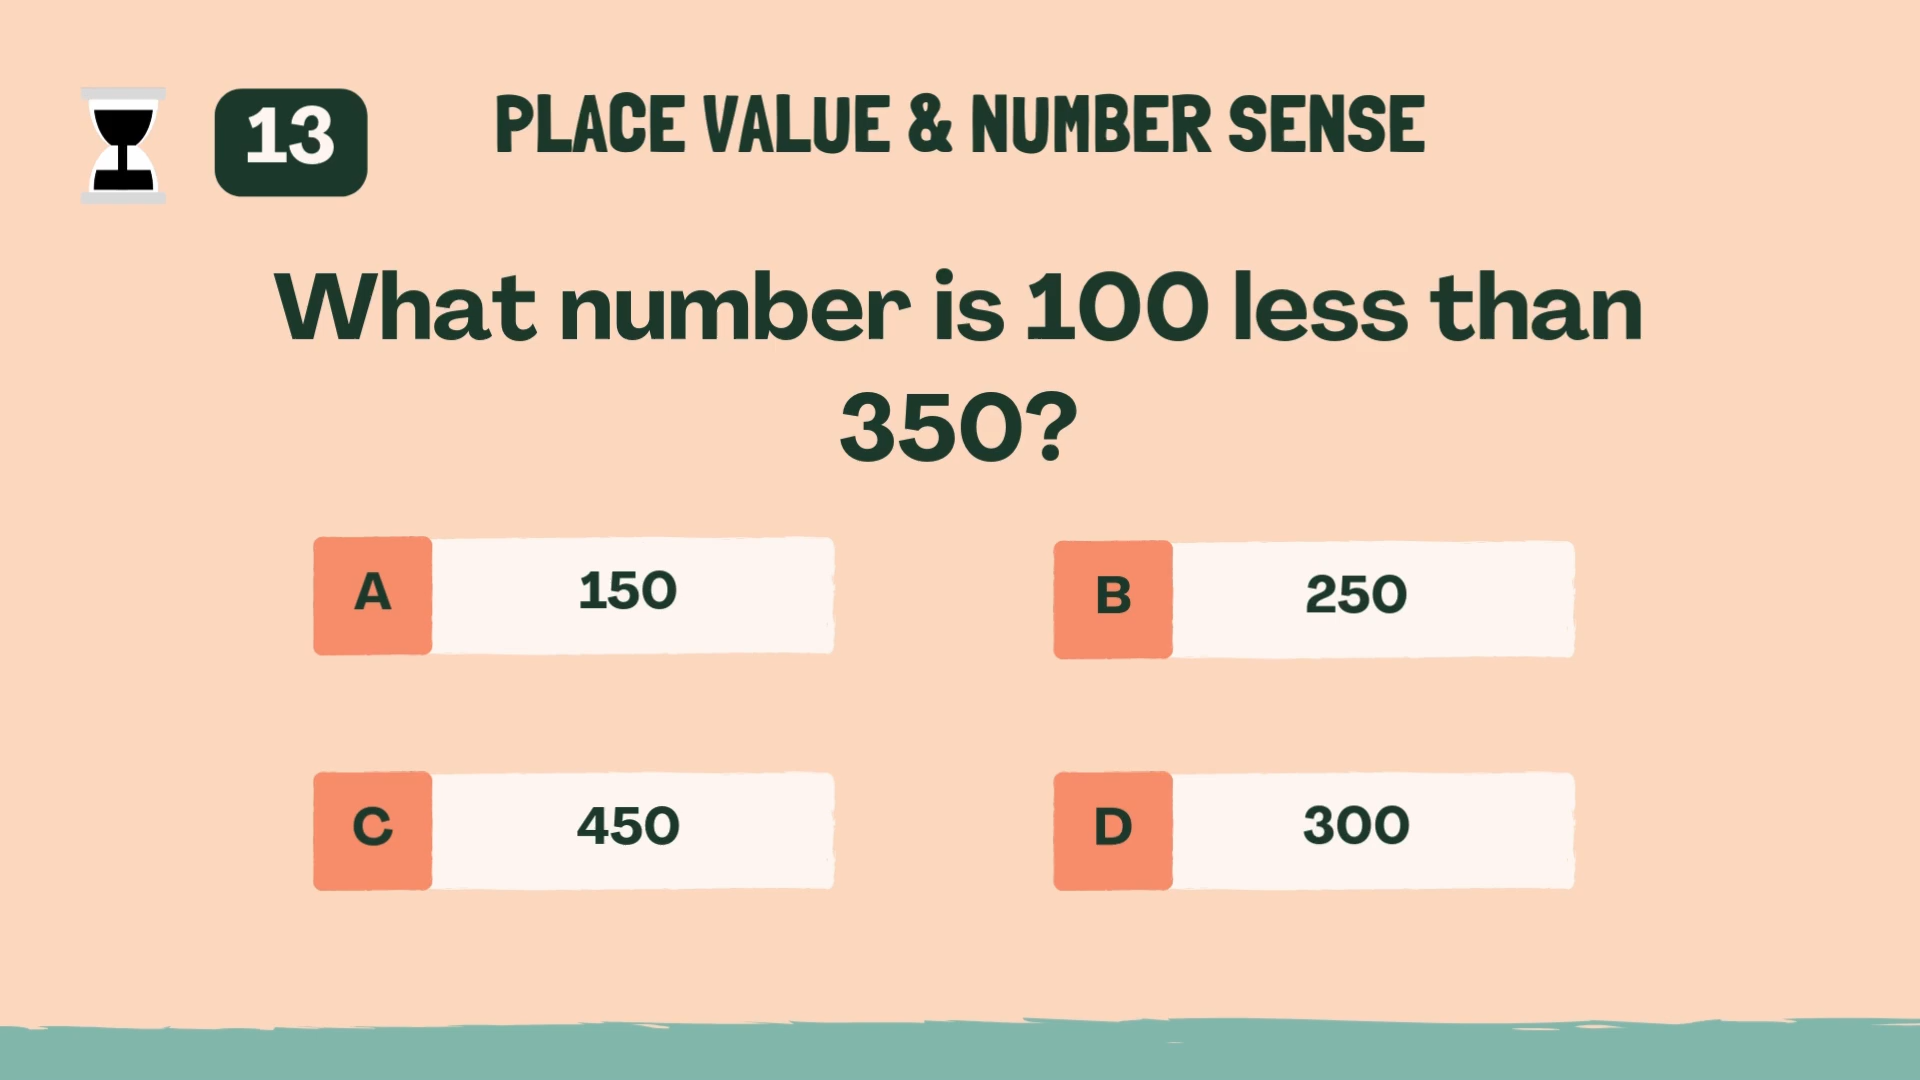 13
PLACE VALUE & NUMBER SENSE
What number is 100 less than
350?
A 150
B 250
C 450
D 300